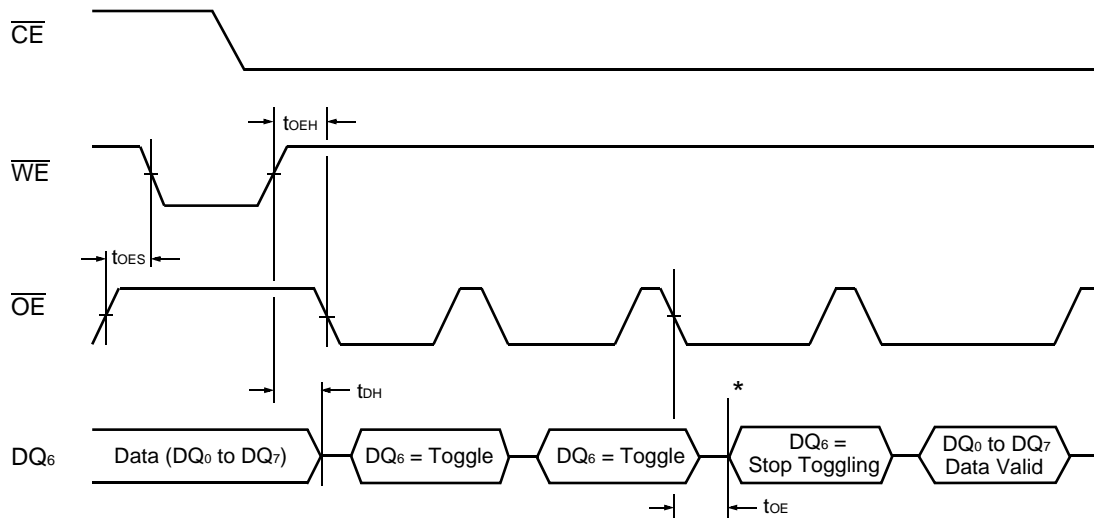 CE
tOEH
WE
tOES
OE
tDH
*
DQ6
Data (DQ0 to DQ7)
DQ6 = Toggle
DQ6 = Toggle
DQ6 =
Stop Toggling
DQ0 to DQ7
Data Valid
tOE